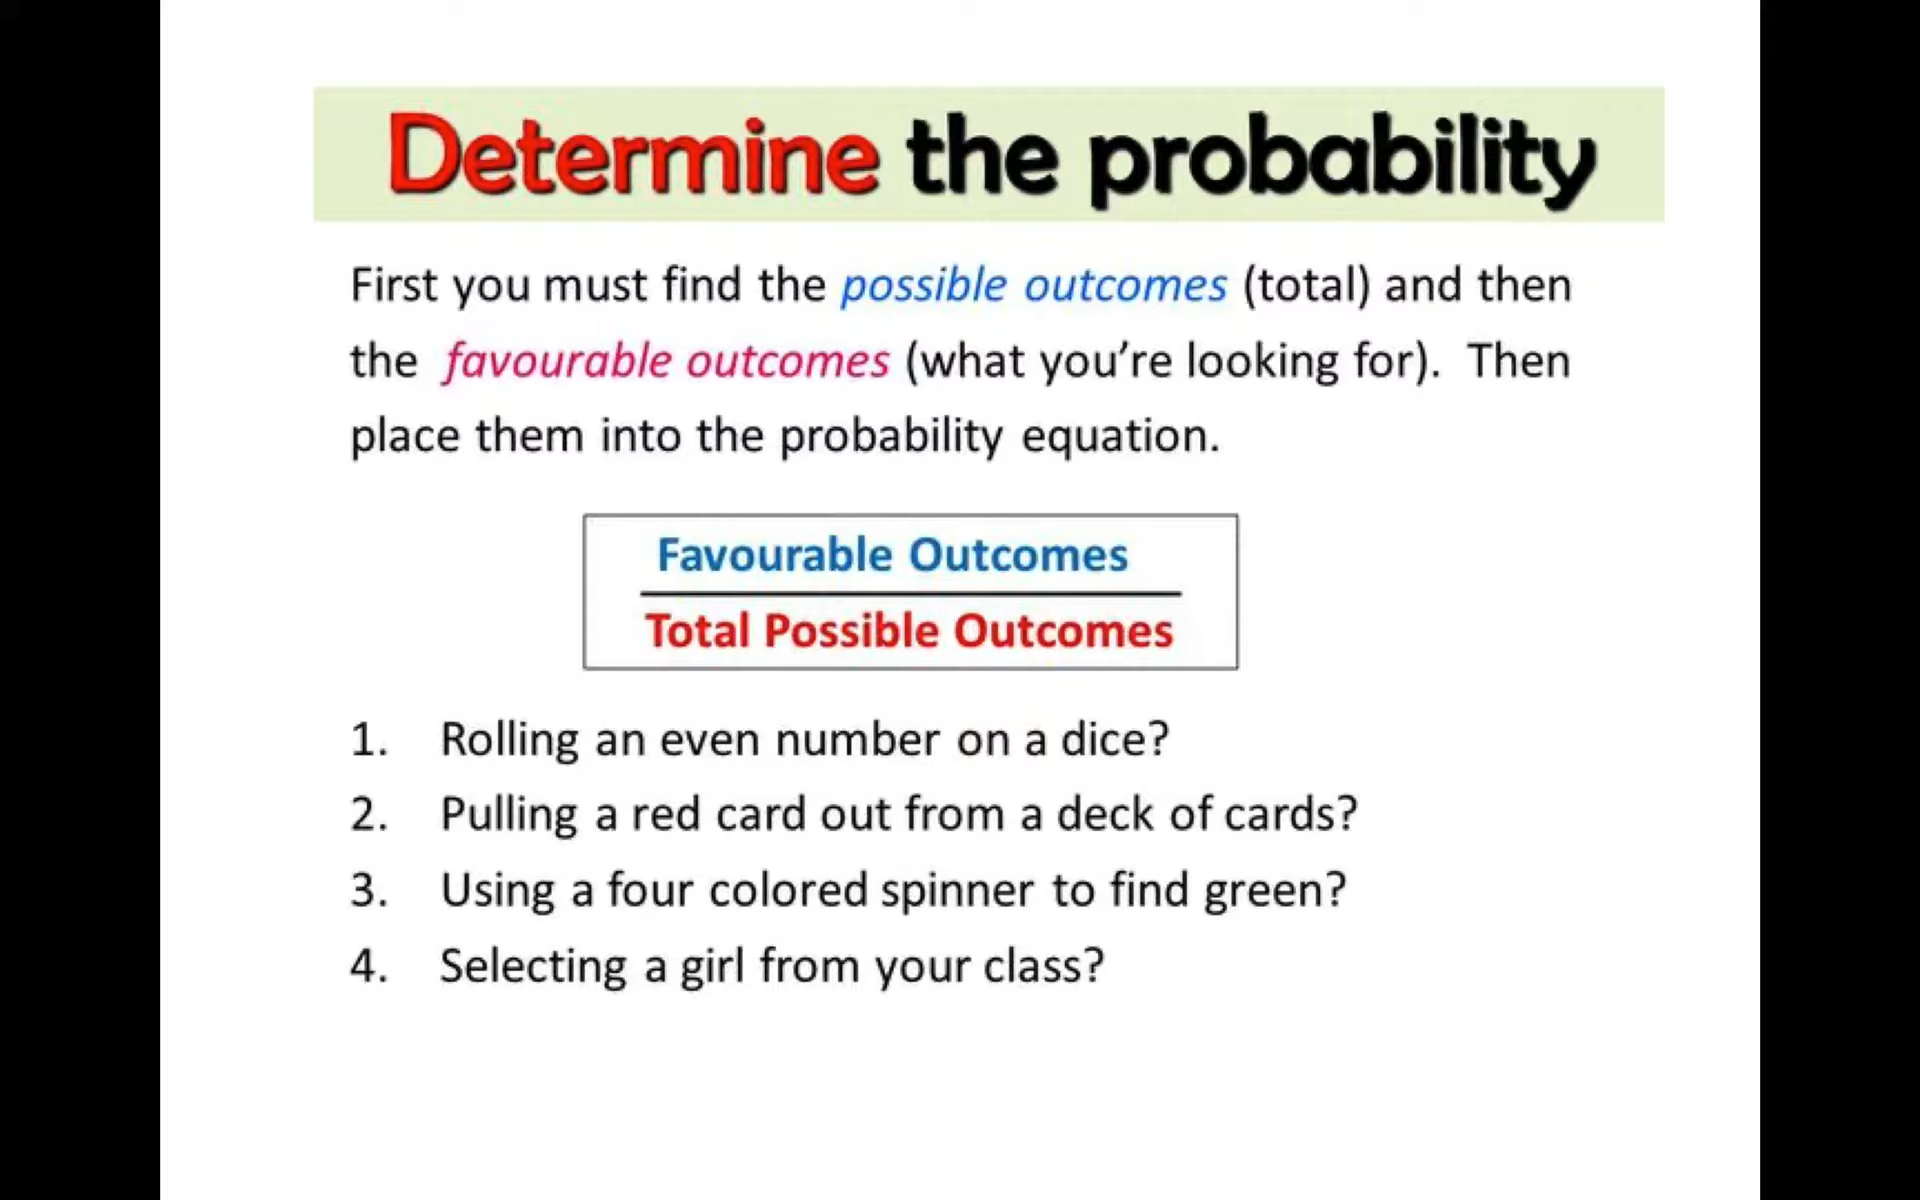 Determine the probability
First you must find the possible outcomes (total) and then
the favourable outcomes (what you’re looking for). Then
place them into the probability equation.
Favourable Outcomes
Total Possible Outcomes
1. Rolling an even number on a dice?
2. Pulling a red card out from a deck of cards?
3. Using a four colored spinner to find green?
4. Selecting a girl from your class?